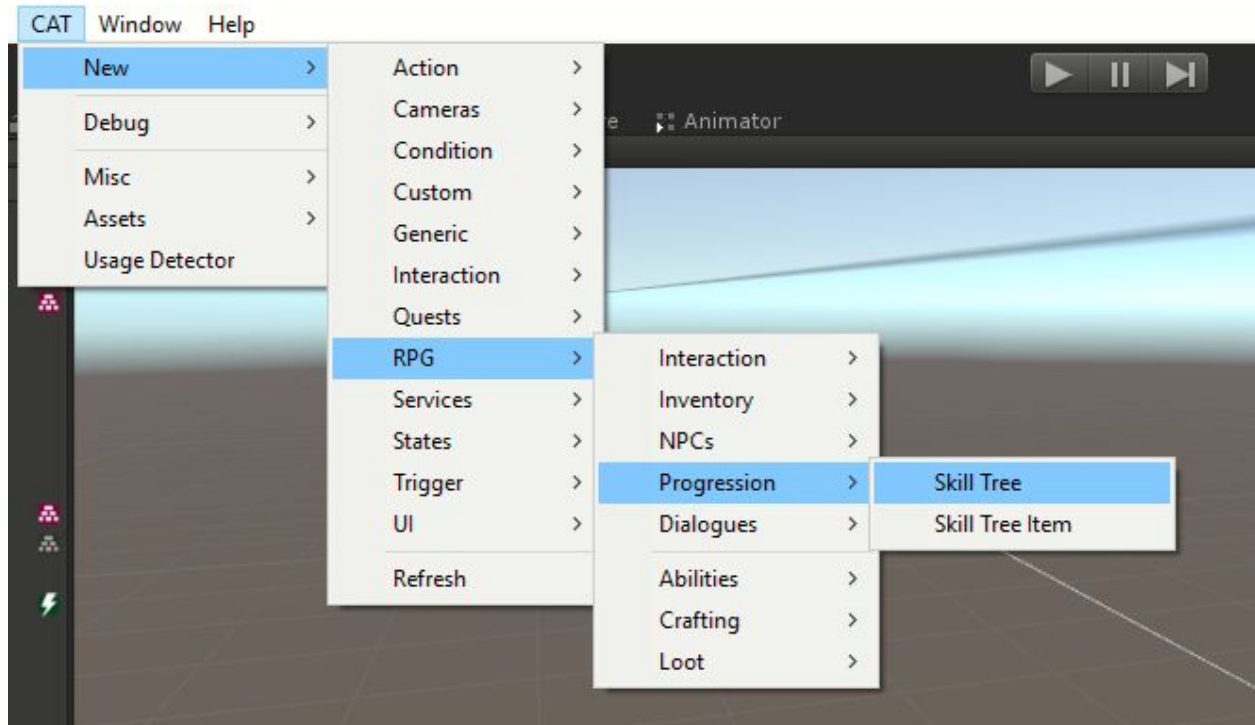 CAT Window Help
New
Debug
Misc
Assets
Usage Detector
Action
Cameras
Condition
Custom
Generic
Interaction
Quests
RPG
Services
States
Trigger
UI
Refresh
Interaction
Inventory
NPCs
Progression
Dialogues
Abilities
Crafting
Loot
Skill Tree
Skill Tree Item
Animator